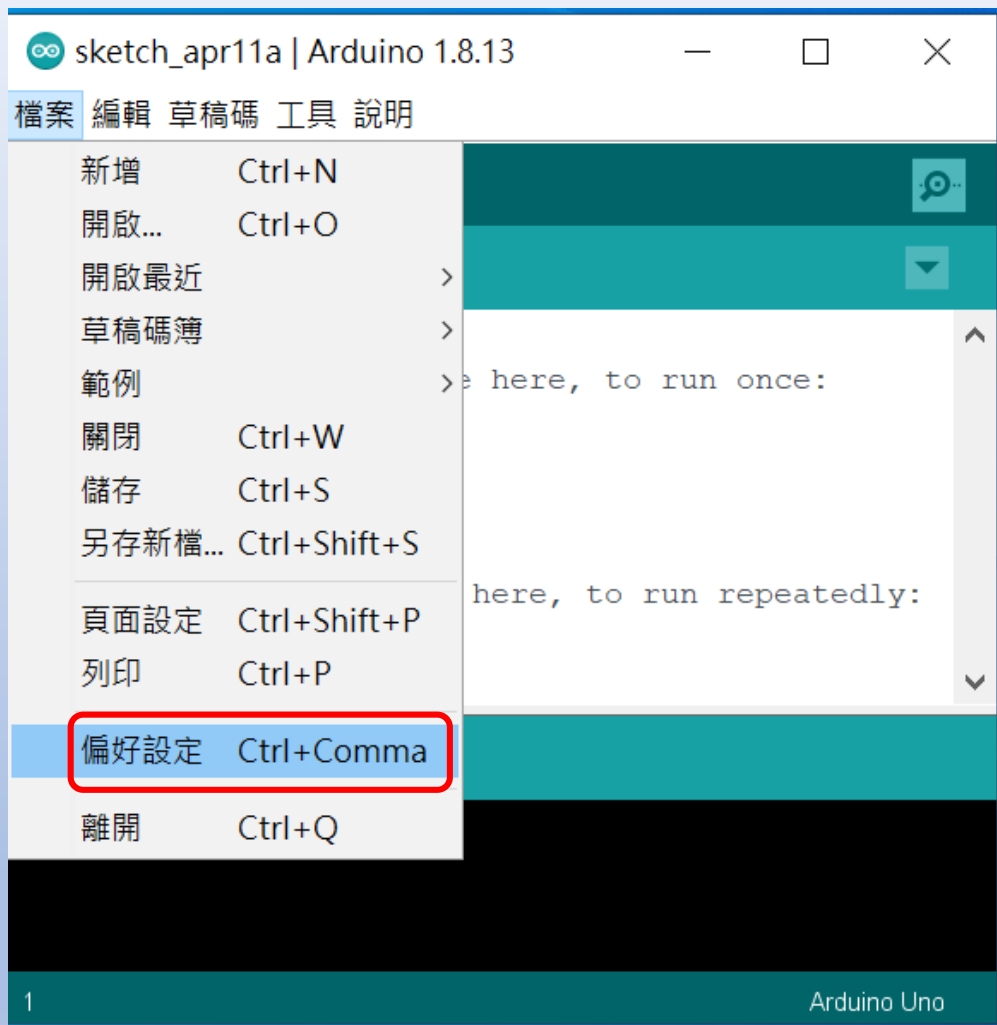 sketch_apr11a | Arduino 1.8.13
檔案 編輯 草稿碼 工具 說明
新增 Ctrl+N
開啟... Ctrl+O
開啟最近
草稿碼簿
範例
here, to run once:
關閉 Ctrl+W
儲存 Ctrl+S
另存新檔... Ctrl+Shift+S
here, to run repeatedly:
頁面設定 Ctrl+Shift+P
列印 Ctrl+P
偏好設定 Ctrl+Comma
離開 Ctrl+Q
1 Arduino Uno